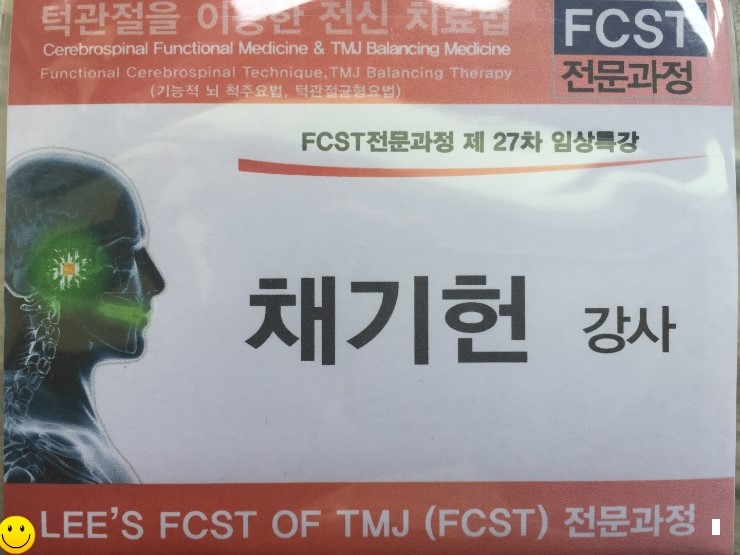 턱관절을 이용한 전신 치료법
Cerebrospinal Functional Medicine & TMJ Balancing Medicine
Functional Cerebrospinal Technique, TMJ Balancing Therapy
(기능적 뇌 척주요법, 턱관절균형요법)
FCST
전문과정
FCST전문과정 제 27차 임상특강
채기헌 강사
LEE'S FCST OF TMJ (FCST) 전문과정